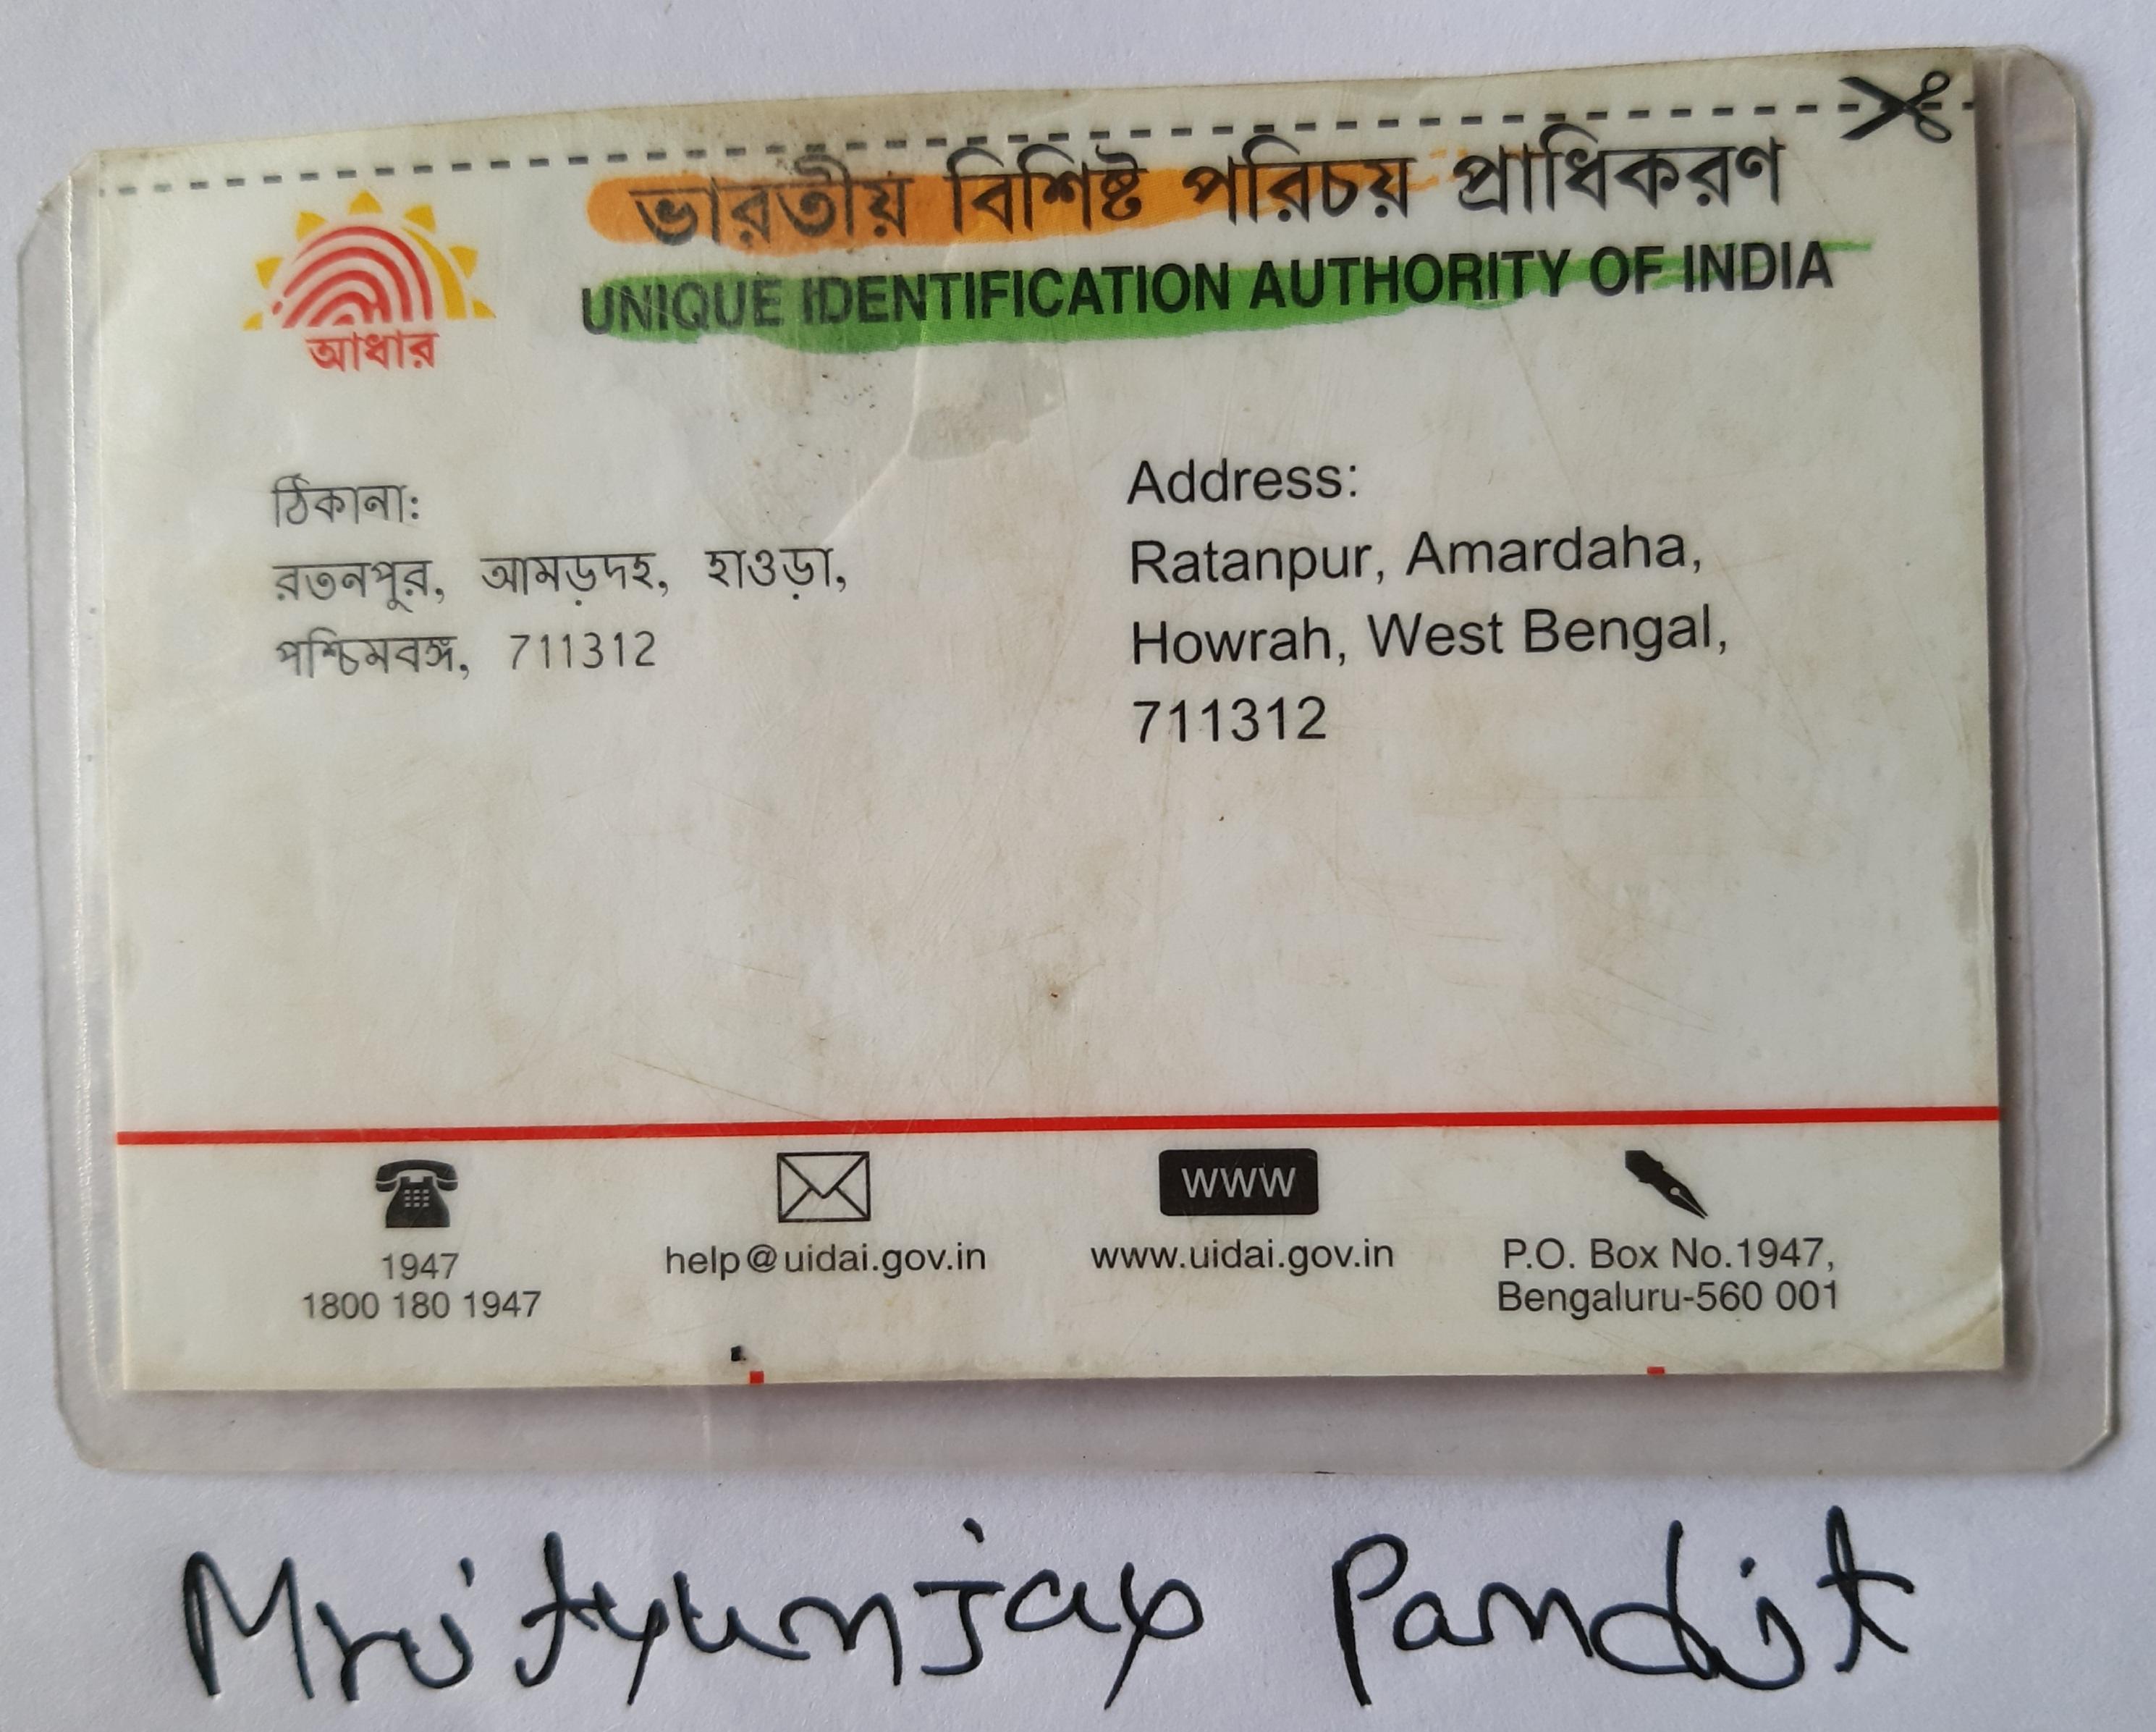 ভারতীয় বিশিষ্ট পরিচয় প্রাধিকরণ
UNIQUE IDENTIFICATION AUTHORITY OF INDIA
আধার
ঠিকানা:
রতনপুর, আমড়দহ, হাওড়া,
পশ্চিমবঙ্গ, 711312
Address:
Ratanpur, Amardaha,
Howrah, West Bengal,
711312
1947
1800 180 1947
help@uidai.gov.in
WWW
www.uidai.gov.in
P.O. Box No.1947,
Bengaluru-560 001
Mrityunjay Pandit